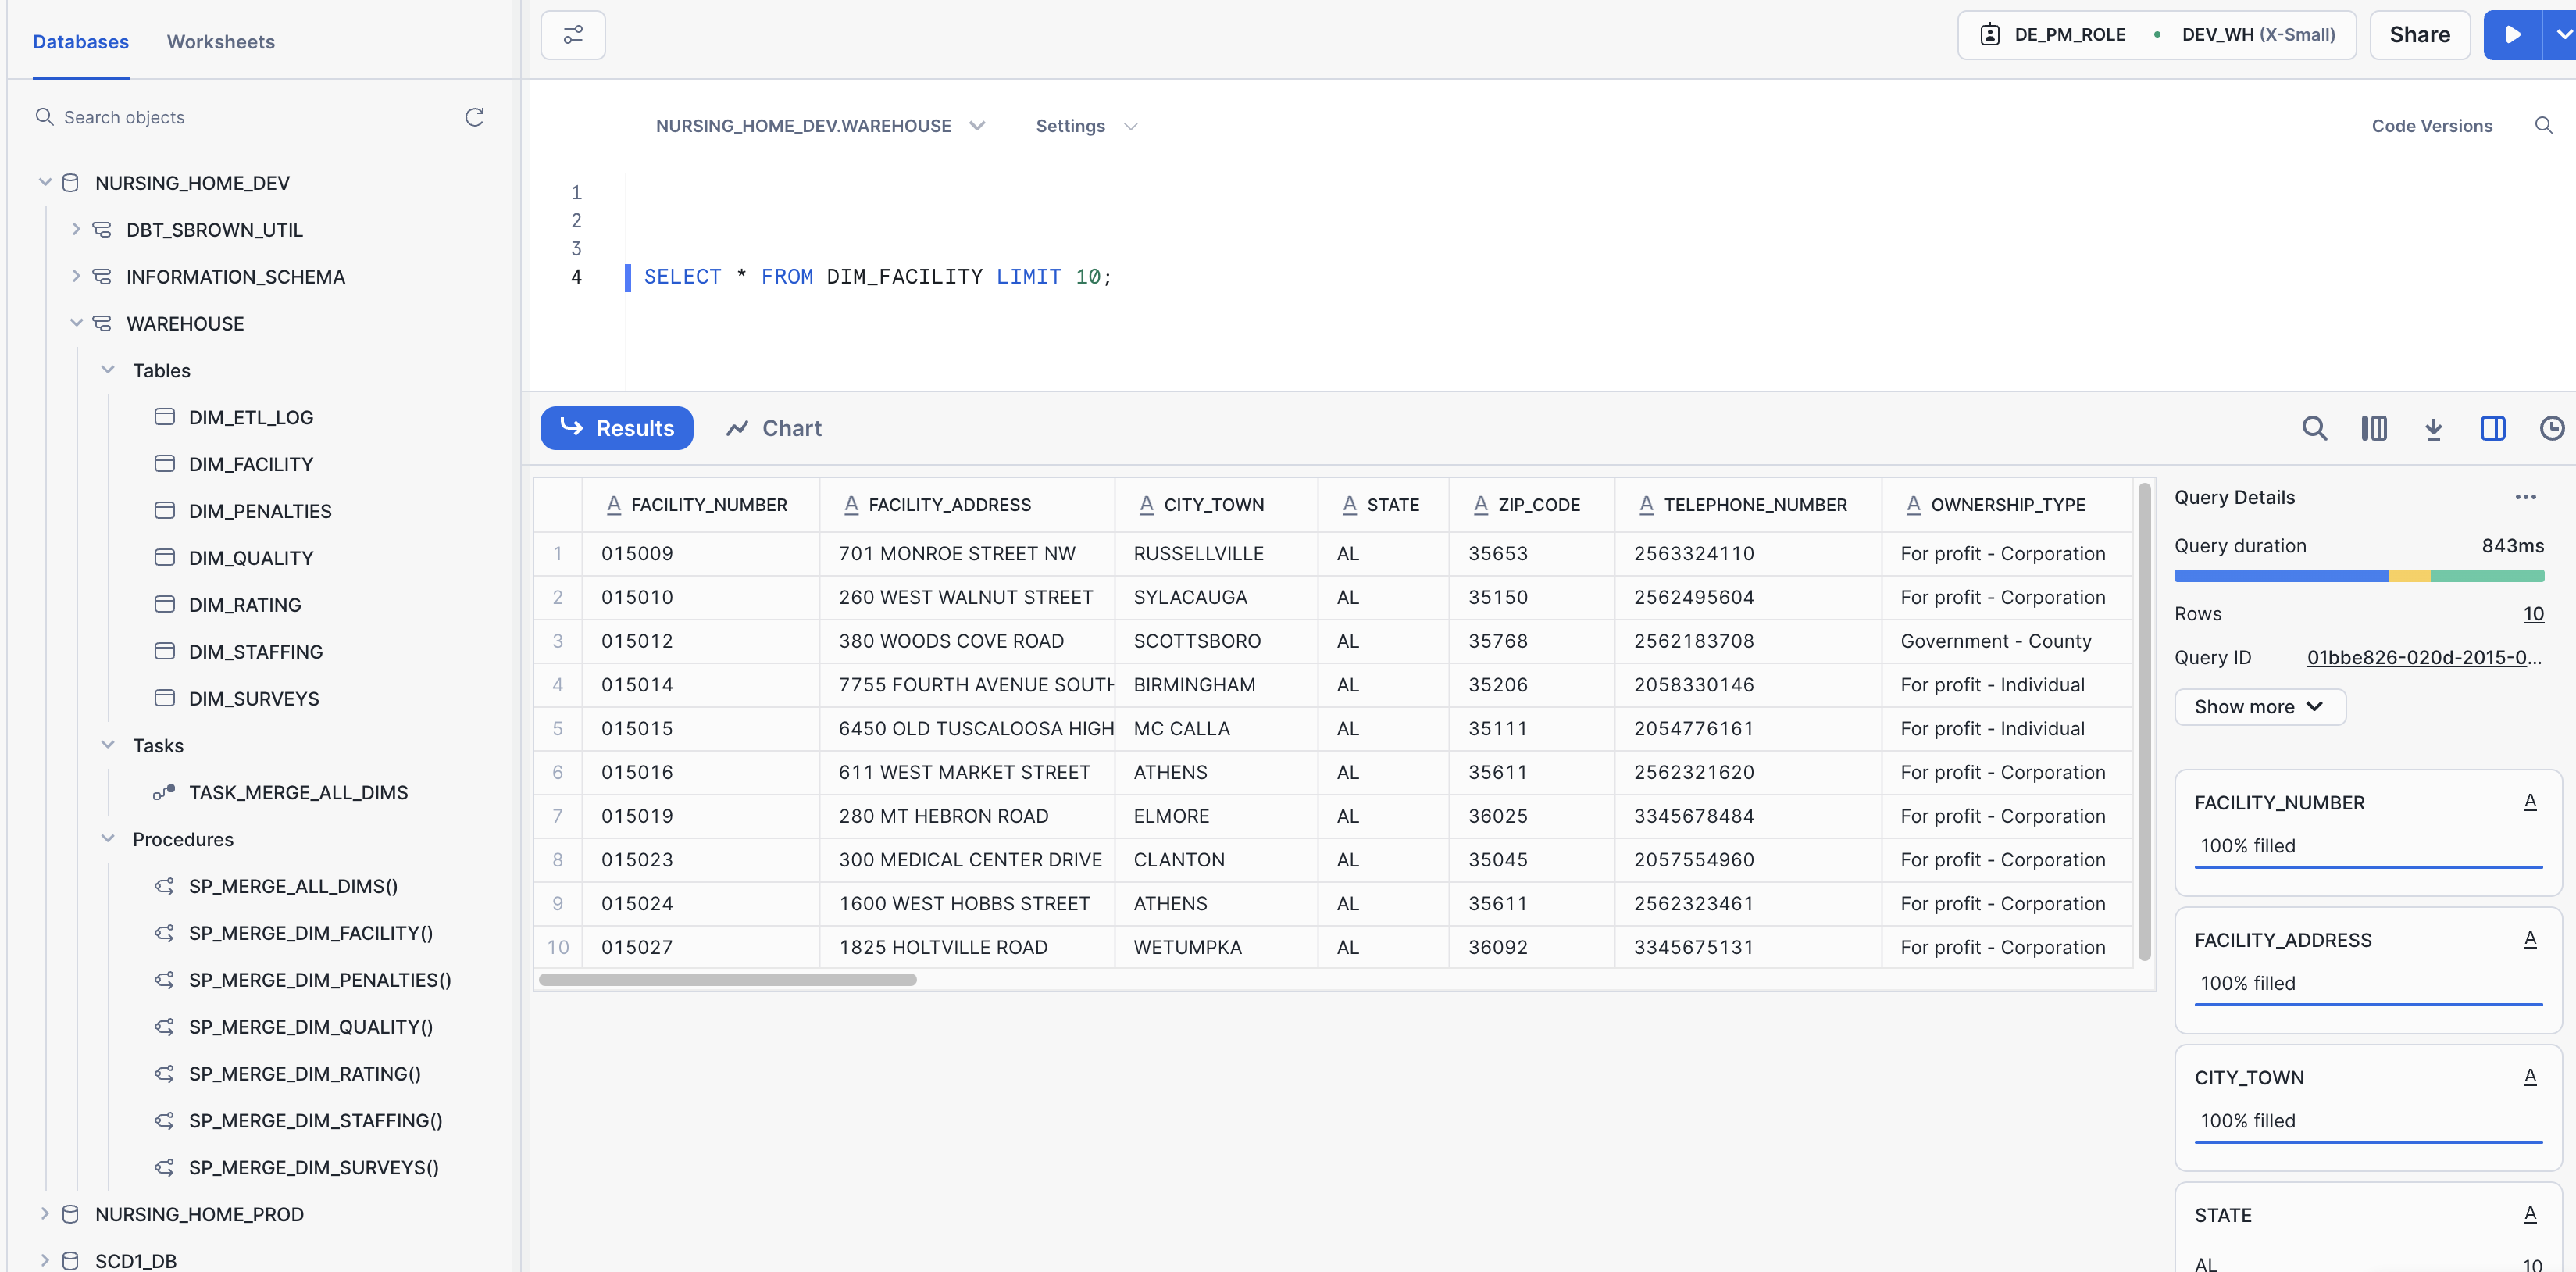 Databases Worksheets
Search objects
NURSING_HOME_DEV
DBT_SBROWN_UTIL
INFORMATION_SCHEMA
WAREHOUSE
Tables
DIM_ETL_LOG
DIM_FACILITY
DIM_PENALTIES
DIM_QUALITY
DIM_RATING
DIM_STAFFING
DIM_SURVEYS
Tasks
TASK_MERGE_ALL_DIMS
Procedures
SP_MERGE_ALL_DIMS()
SP_MERGE_DIM_FACILITY()
SP_MERGE_DIM_PENALTIES()
SP_MERGE_DIM_QUALITY()
SP_MERGE_DIM_RATING()
SP_MERGE_DIM_STAFFING()
SP_MERGE_DIM_SURVEYS()
NURSING_HOME_PROD
SCD1_DB
DE_PM_ROLE • DEV_WH (X-Small) Share
NURSING_HOME_DEV.WAREHOUSE Settings Code Versions
1
2
3
4 SELECT * FROM DIM_FACILITY LIMIT 10;
Results Chart
A FACILITY_NUMBER A FACILITY_ADDRESS A CITY_TOWN A STATE A ZIP_CODE A TELEPHONE_NUMBER A OWNERSHIP_TYPE
1 015009 701 MONROE STREET NW RUSSELLVILLE AL 35653 2563324110 For profit - Corporation
2 015010 260 WEST WALNUT STREET SYLACAUGA AL 35150 2562495604 For profit - Corporation
3 015012 380 WOODS COVE ROAD SCOTTSBORO AL 35768 2562183708 Government - County
4 015014 7755 FOURTH AVENUE SOUTH BIRMINGHAM AL 35206 2058330146 For profit - Individual
5 015015 6450 OLD TUSCALOOSA HIGH MC CALLA AL 35111 2054776161 For profit - Individual
6 015016 611 WEST MARKET STREET ATHENS AL 35611 2562321620 For profit - Corporation
7 015019 280 MT HEBRON ROAD ELMORE AL 36025 3345678484 For profit - Corporation
8 015023 300 MEDICAL CENTER DRIVE CLANTON AL 35045 2057554960 For profit - Corporation
9 015024 1600 WEST HOBBS STREET ATHENS AL 35611 2562323461 For profit - Corporation
10 015027 1825 HOLTVILLE ROAD WETUMPKA AL 36092 3345675131 For profit - Corporation
Query Details ...
Query duration 843ms
Rows 10
Query ID 01bbe826-020d-2015-0...
Show more
FACILITY_NUMBER A
100% filled
FACILITY_ADDRESS A
100% filled
CITY_TOWN A
100% filled
STATE A
AL 10